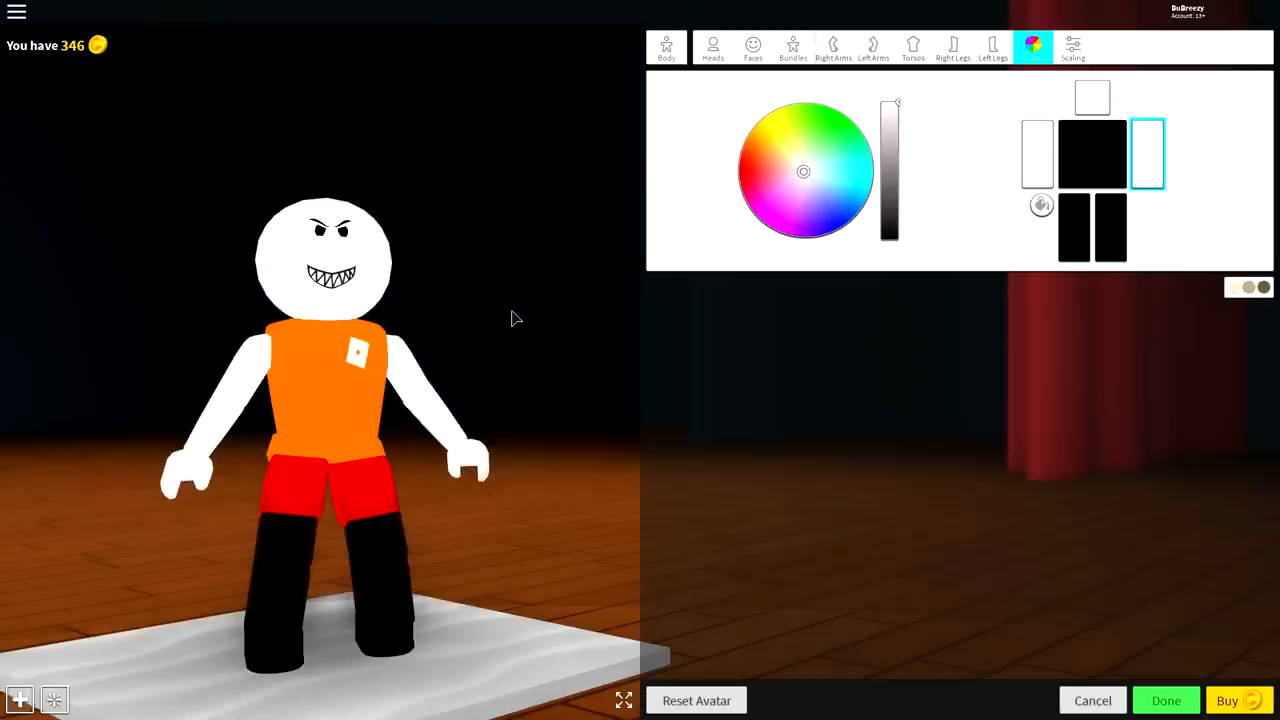 BuBreezy
Account: 13+
You have 346
Body
Heads
Faces
Bundles
Right Arms
Left Arms
Torsos
Right Legs
Left Legs
Scaling
Reset Avatar
Cancel
Done
Buy